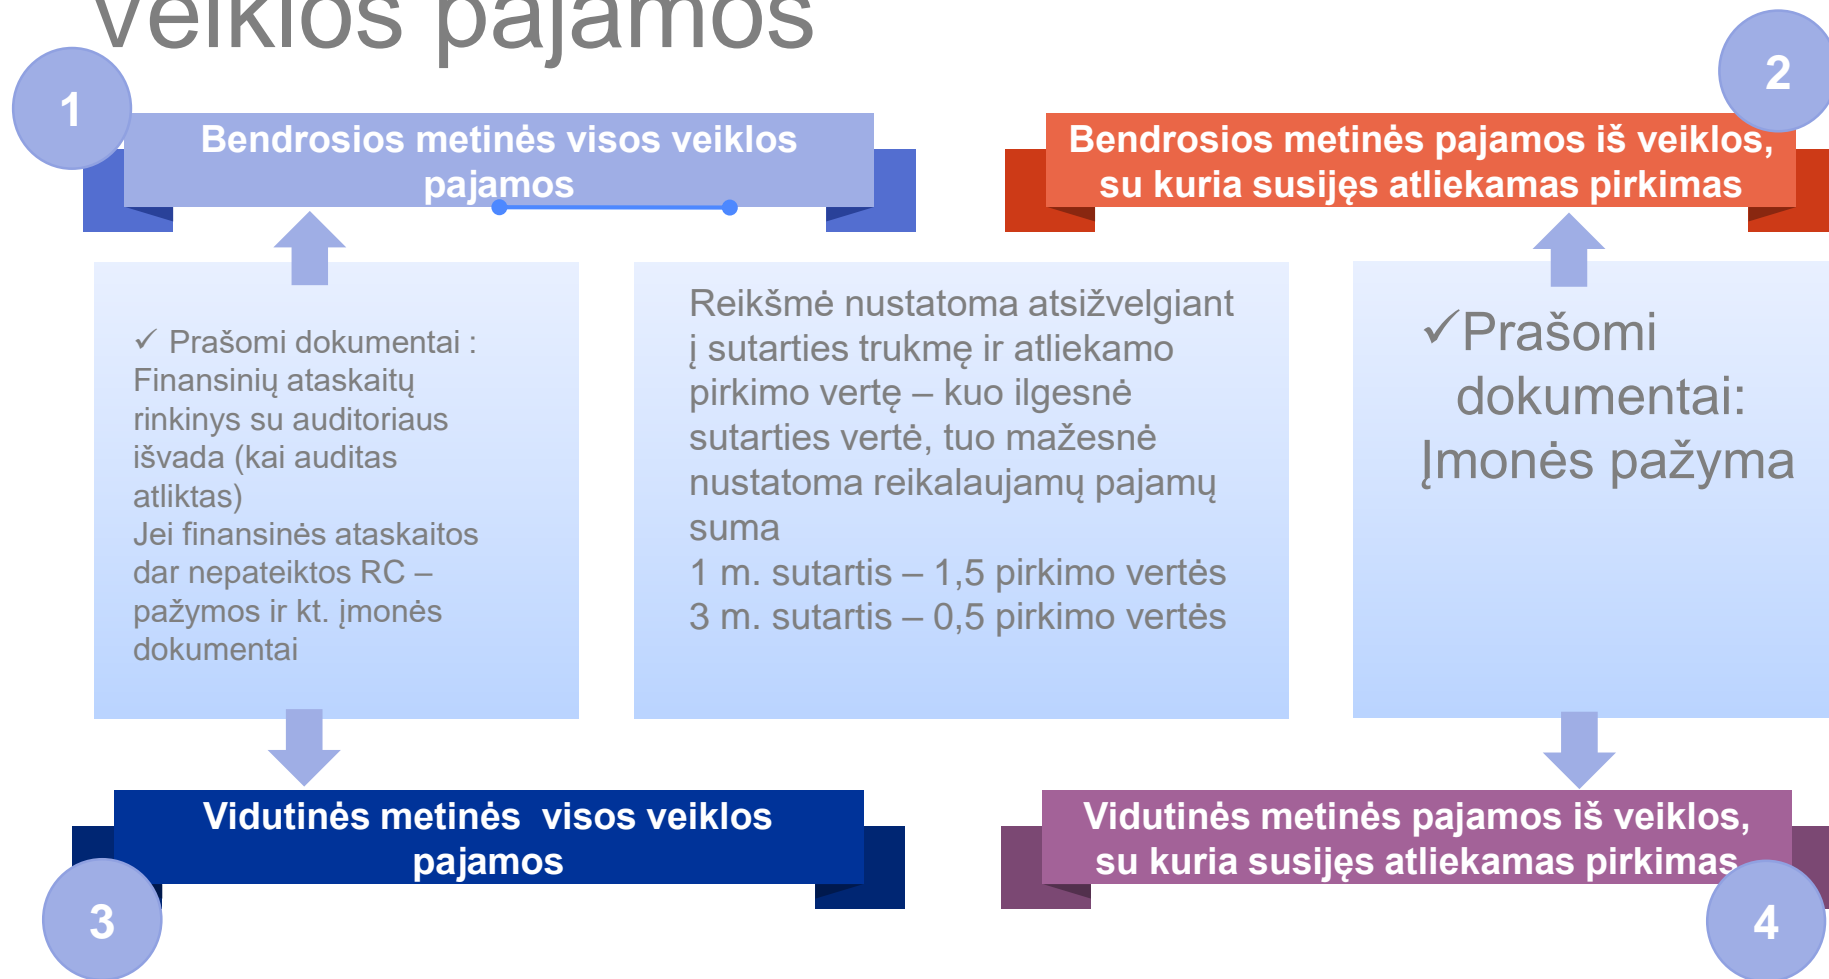 Veiklos pajamos
1
Bendrosios metinės visos veiklos
pajamos
2
Bendrosios metinės pajamos iš veiklos,
su kuria susijęs atliekamas pirkimas
✓ Prašomi dokumentai :
Finansinių ataskaitų
rinkinys su auditoriaus
išvada (kai auditas
atliktas)
Jei finansinės ataskaitos
dar nepateiktos RC –
pažymos ir kt. įmonės
dokumentai
Reikšmė nustatoma atsižvelgiant
į sutarties trukmę ir atliekamo
pirkimo vertę – kuo ilgesnė
sutarties vertė, tuo mažesnė
nustatoma reikalaujamų pajamų
suma
1 m. sutartis – 1,5 pirkimo vertės
3 m. sutartis – 0,5 pirkimo vertės
✓Prašomi
dokumentai:
Įmonės pažyma
Vidutinės metinės  visos veiklos
pajamos
3
Vidutinės metinės pajamos iš veiklos,
su kuria susijęs atliekamas pirkimas
4